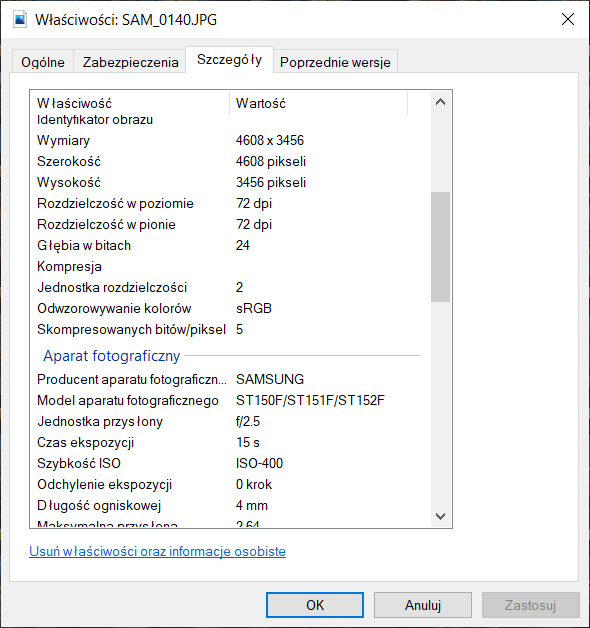 Właściwości: SAM_0140.JPG
Ogólne Zabezpieczenia Szczegóły Poprzednie wersje
Właściwość Wartość
Identyfikator obrazu
Wymiary 4608 x 3456
Szerokość 4608 pikseli
Wysokość 3456 pikseli
Rozdzielczość w poziomie 72 dpi
Rozdzielczość w pionie 72 dpi
Głębia w bitach 24
Kompresja
Jednostka rozdzielczości 2
Odwzorowywanie kolorów sRGB
Skompresowanych bitów/piksel 5
Aparat fotograficzny
Producent aparatu fotograficzn... SAMSUNG
Model aparatu fotograficznego ST150F/ST151F/ST152F
Jednostka przysłony f/2.5
Czas ekspozycji 15 s
Szybkość ISO ISO-400
Odchylenie ekspozycji 0 krok
Długość ogniskowej 4 mm
Maksymalna przysłona 2.64
Usuń właściwości oraz informacje osobiste
OK Anuluj Zastosuj